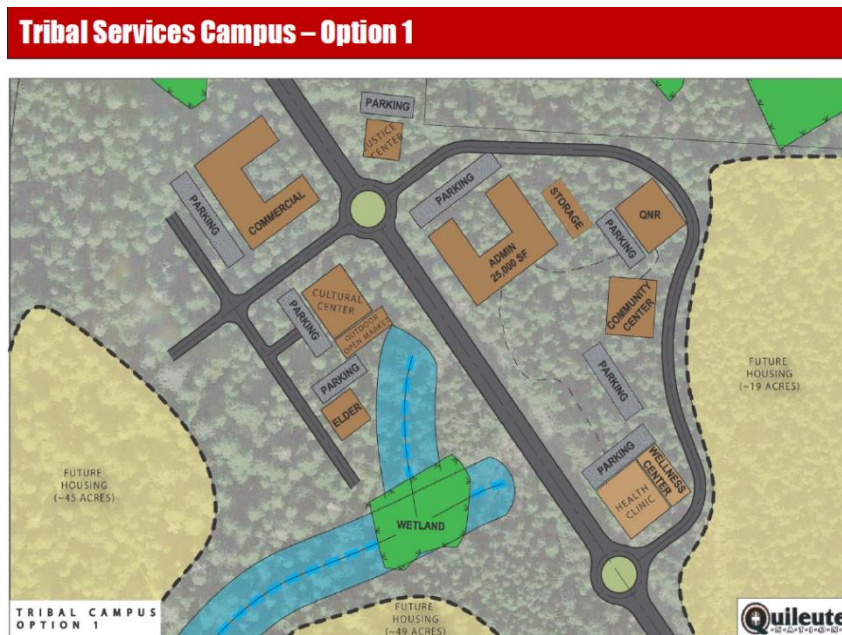 Tribal Services Campus – Option 1
PARKING
JUSTICE
CENTER
PARKING
COMMERCIAL
PARKING
ADMIN
25,000 SF
STORAGE
PARKING
QNR
COMMUNITY
CENTER
CULTURAL
CENTER
OUTDOOR
OPEN MARKET
PARKING
PARKING
ELDER
PARKING
PARKING
WELLNESS
CENTER
HEALTH
CLINIC
FUTURE
HOUSING
(~19 ACRES)
FUTURE
HOUSING
(~45 ACRES)
WETLAND
FUTURE
HOUSING
(~49 ACRES)
TRIBAL CAMPUS
OPTION 1
Quileute
NATION